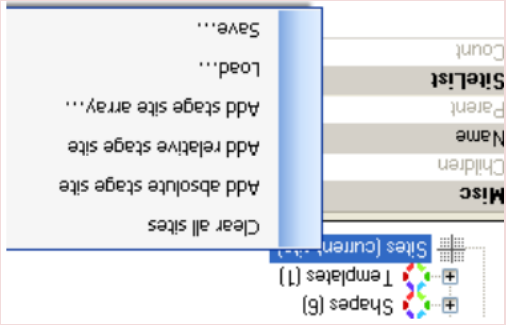 Shapes (6)
Templates (1)
Sites (current
Clear all sites
Add absolute stage site
Add relative stage site
Add stage site array...
Load...
Save...
Misc
Children
Name
Parent
SiteList
Count